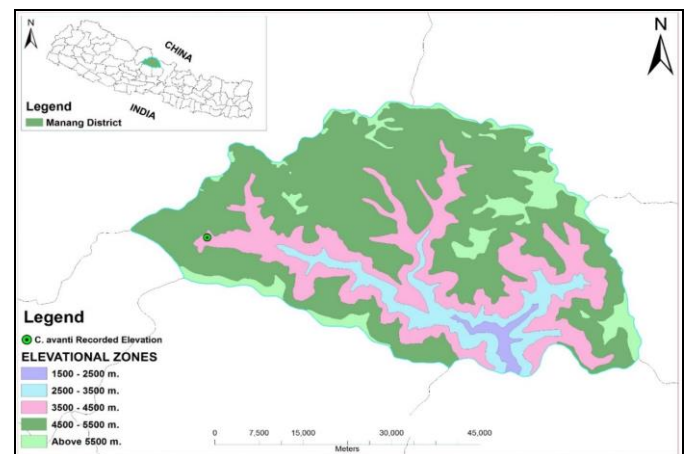 N
CHINA
INDIA
Legend
Manang District
N
Legend
C. avanti Recorded Elevation
ELEVATIONAL ZONES
1500 - 2500 m.
2500 - 3500 m.
3500 - 4500 m.
4500 - 5500 m.
Above 5500 m.
0 7,500 15,000 30,000 45,000
Meters